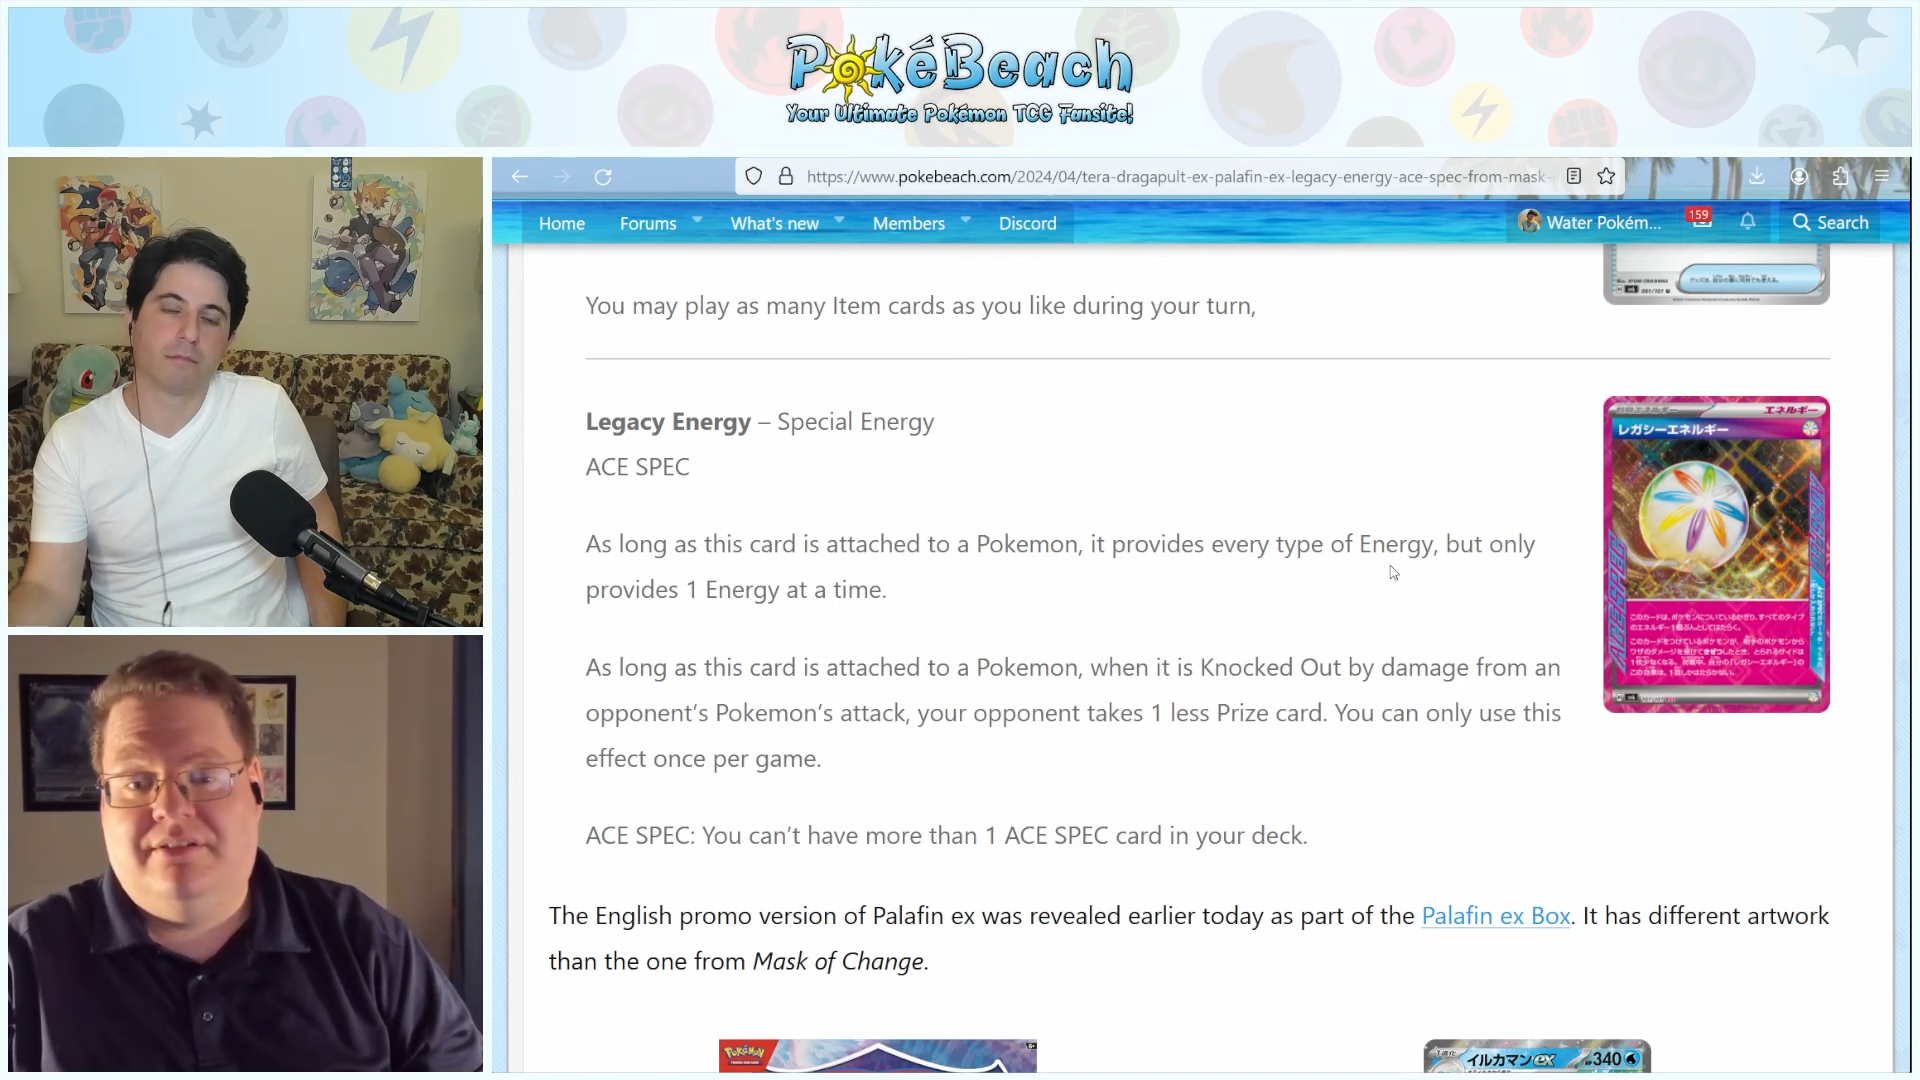 PokéBeach
Your Ultimate Pokémon TCG Fansite!
https://www.pokebeach.com/2024/04/tera-dragapult-ex-palafin-ex-legacy-energy-ace-spec-from-mask-
Home Forums What's new Members Discord
Water Pokém... 159 Search
You may play as many Item cards as you like during your turn,
Legacy Energy – Special Energy
ACE SPEC
エネルギー
レガシーエネルギー
As long as this card is attached to a Pokemon, it provides every type of Energy, but only
provides 1 Energy at a time.
As long as this card is attached to a Pokemon, when it is Knocked Out by damage from an
opponent's Pokemon's attack, your opponent takes 1 less Prize card. You can only use this
effect once per game.
ACE SPEC: You can't have more than 1 ACE SPEC card in your deck.
The English promo version of Palafin ex was revealed earlier today as part of the Palafin ex Box. It has different artwork
than the one from Mask of Change.
Pokémon
イルカマンex
340